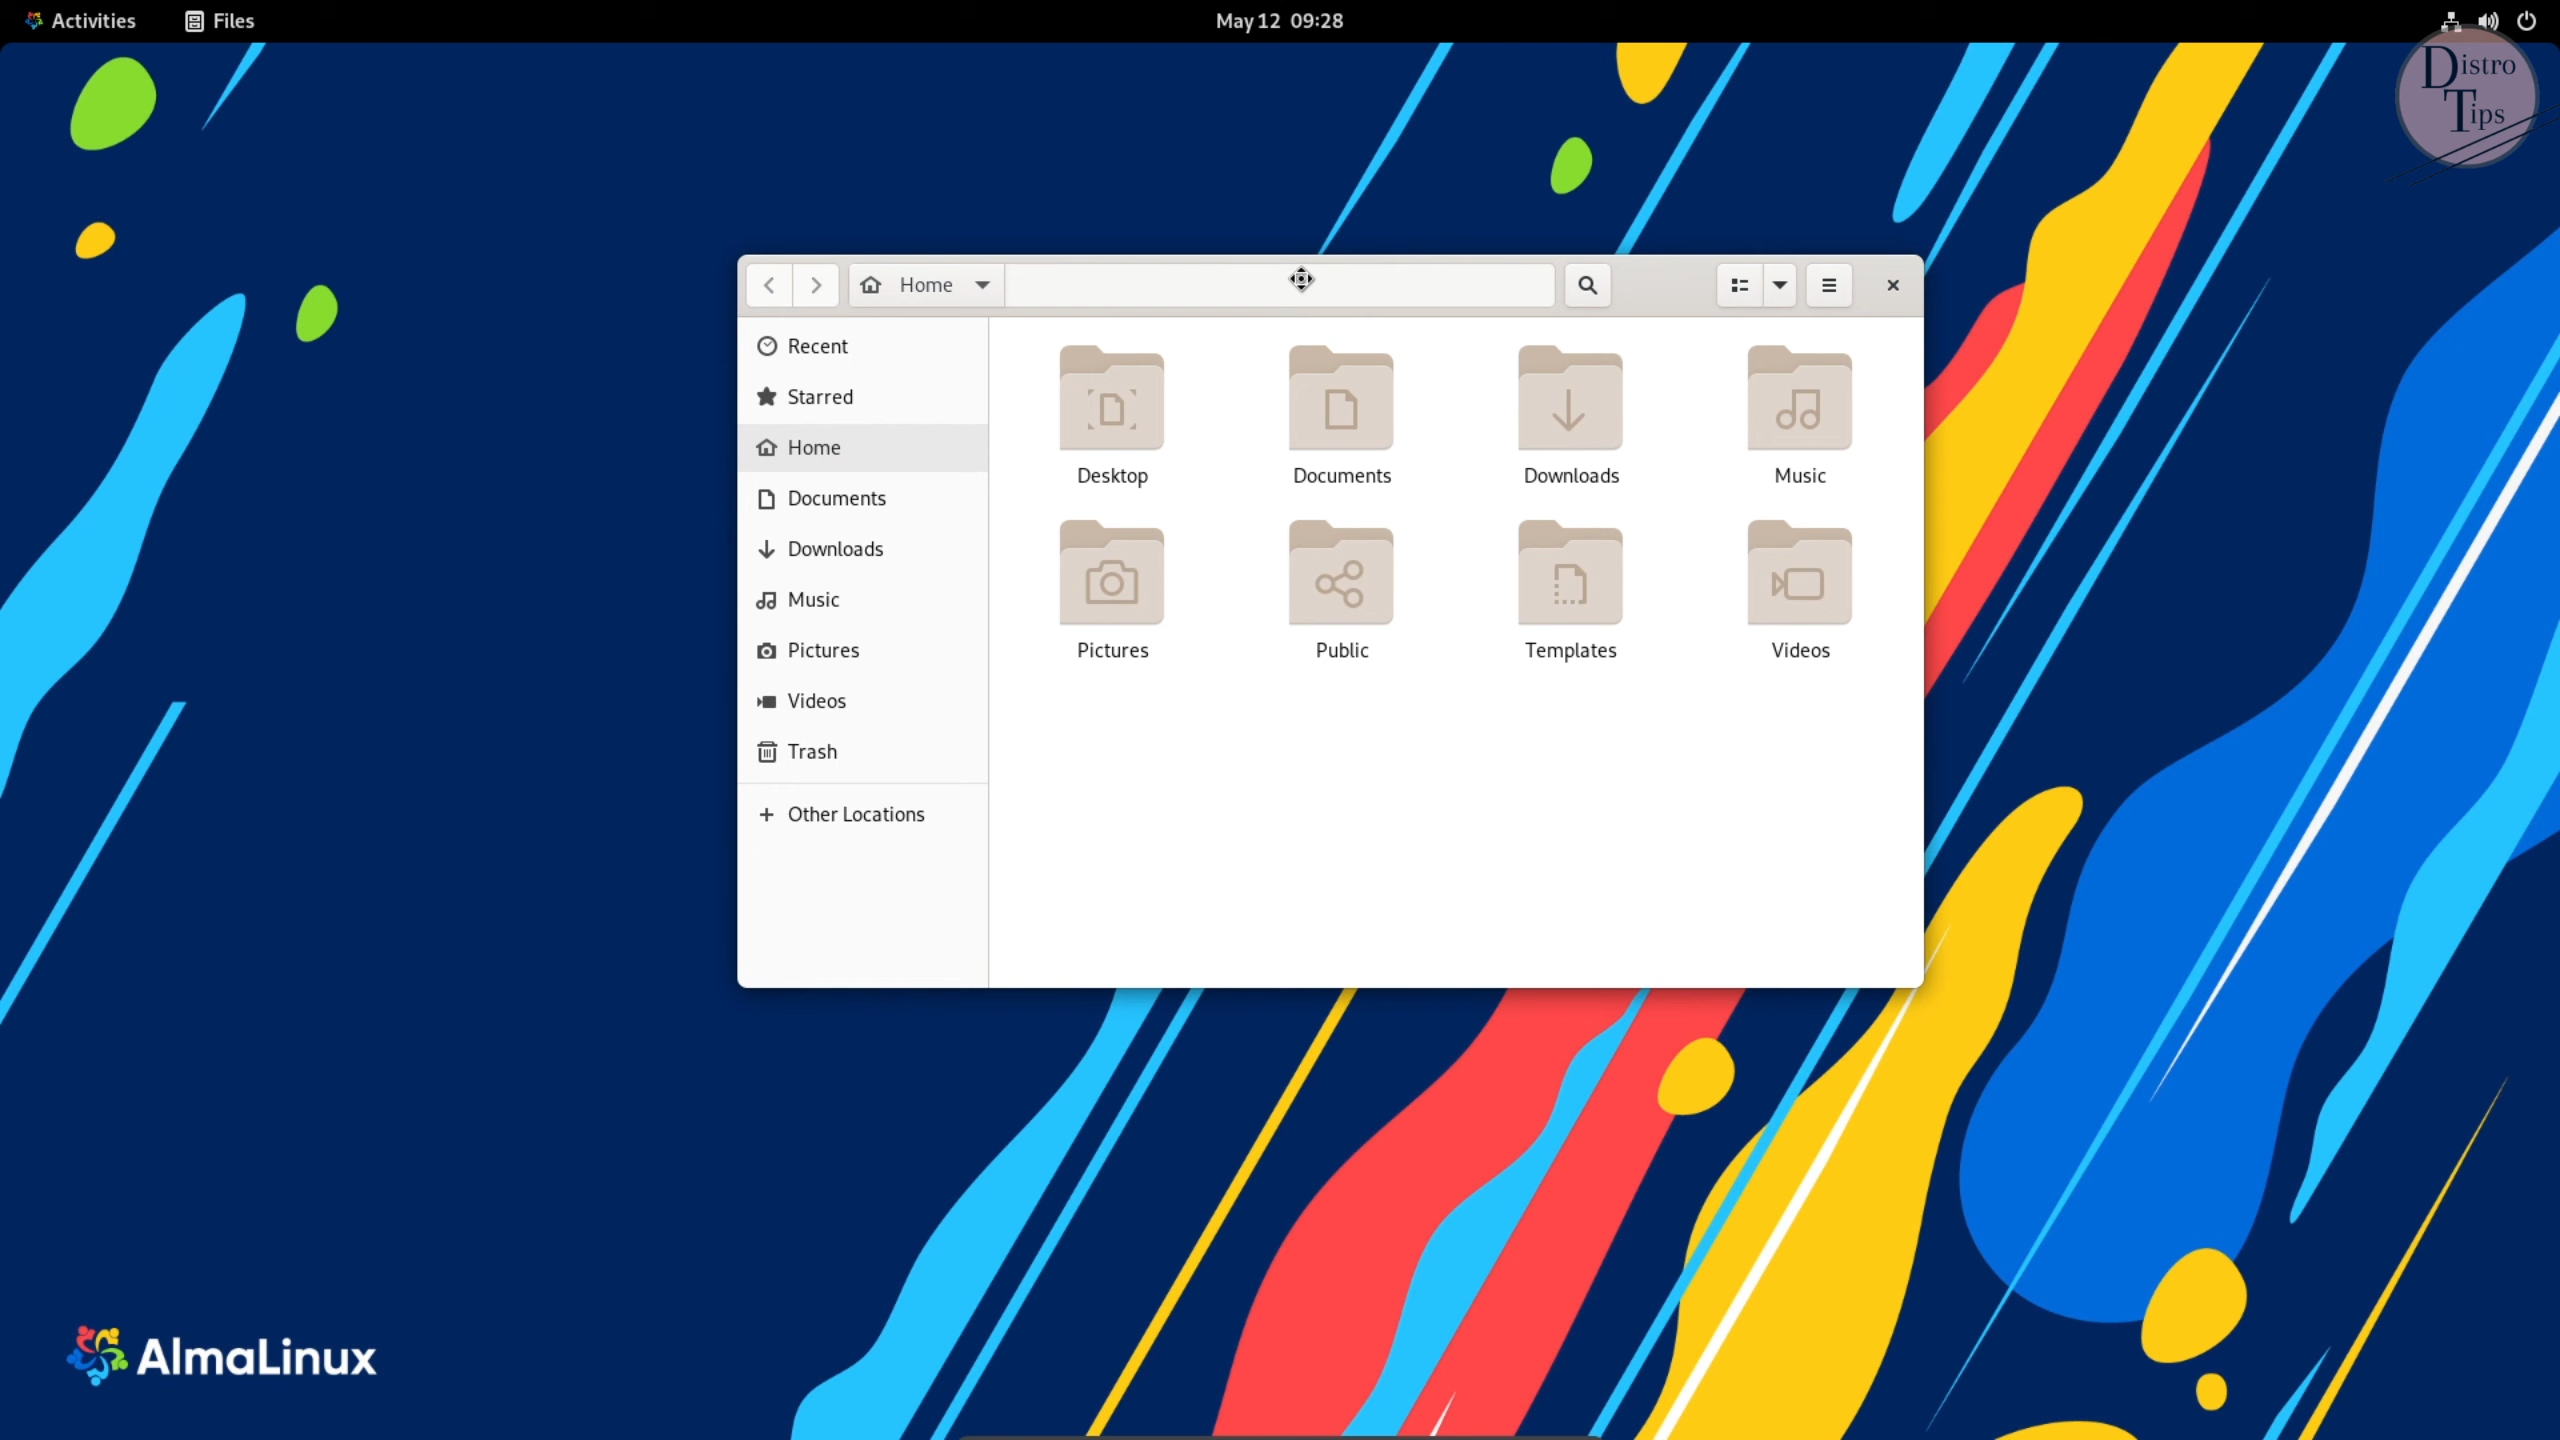 Activities Files May 12 09:28
Distro
Tips
Home
Recent
Starred
Home
Documents
Downloads
Music
Pictures
Videos
Trash
Other Locations
Desktop Documents Downloads Music
Pictures Public Templates Videos
AlmaLinux